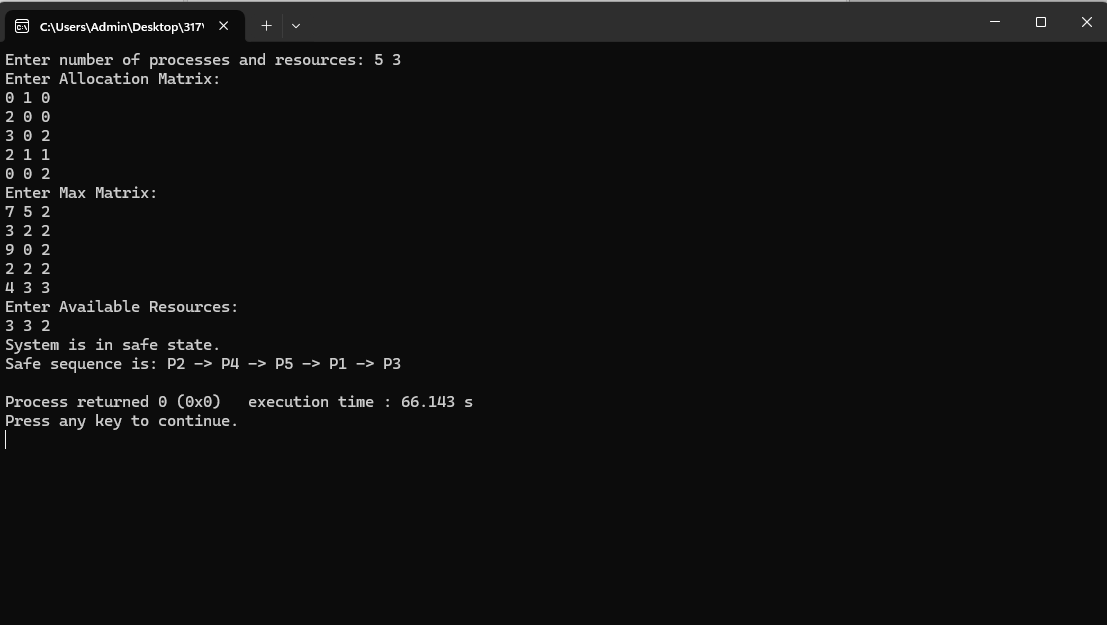 C:\Users\Admin\Desktop\317\
Enter number of processes and resources: 5 3
Enter Allocation Matrix:
0 1 0
2 0 0
3 0 2
2 1 1
0 0 2
Enter Max Matrix:
7 5 2
3 2 2
9 0 2
2 2 2
4 3 3
Enter Available Resources:
3 3 2
System is in safe state.
Safe sequence is: P2 -> P4 -> P5 -> P1 -> P3
Process returned 0 (0x0)   execution time : 66.143 s
Press any key to continue.